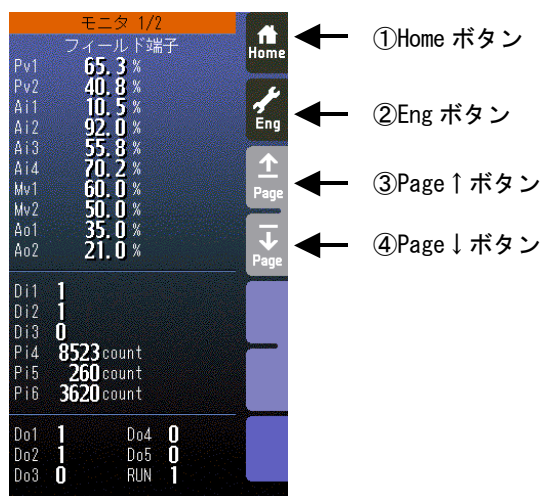 モニタ 1/2
フィールド端子
Pv1 65.3 %
Pv2 40.8 %
Ai1 10.5 %
Ai2 92.0 %
Ai3 55.8 %
Ai4 70.2 %
Mv1 60.0 %
Mv2 50.0 %
Ao1 35.0 %
Ao2 21.0 %
Di1 1
Di2 1
Di3 0
Pi4 8523 count
Pi5 260 count
Pi6 3620 count
Do1 1 Do4 0
Do2 1 Do5 0
Do3 0 RUN 1
Home
Eng
Page
Page
①Home ボタン
②Eng ボタン
③Page↑ボタン
④Page↓ボタン